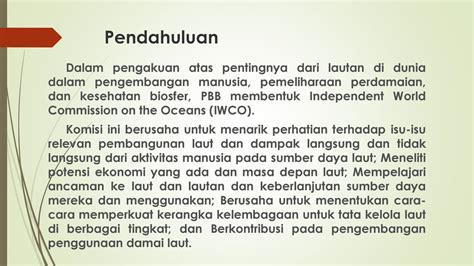 Pendahuluan
Dalam pengakuan atas pentingnya dari lautan di dunia
dalam pengembangan manusia, pemeliharaan perdamaian,
dan kesehatan biosfer, PBB membentuk Independent World
Commission on the Oceans (IWCO).
Komisi ini berusaha untuk menarik perhatian terhadap isu-isu
relevan pembangunan laut dan dampak langsung dan tidak
langsung dari aktivitas manusia pada sumber daya laut; Meneliti
potensi ekonomi yang ada dan masa depan laut; Mempelajari
ancaman ke laut dan lautan dan keberlanjutan sumber daya
mereka dan menggunakan; Berusaha untuk menentukan cara-
cara memperkuat kerangka kelembagaan untuk tata kelola laut
di berbagai tingkat; dan Berkontribusi pada pengembangan
penggunaan damai laut.